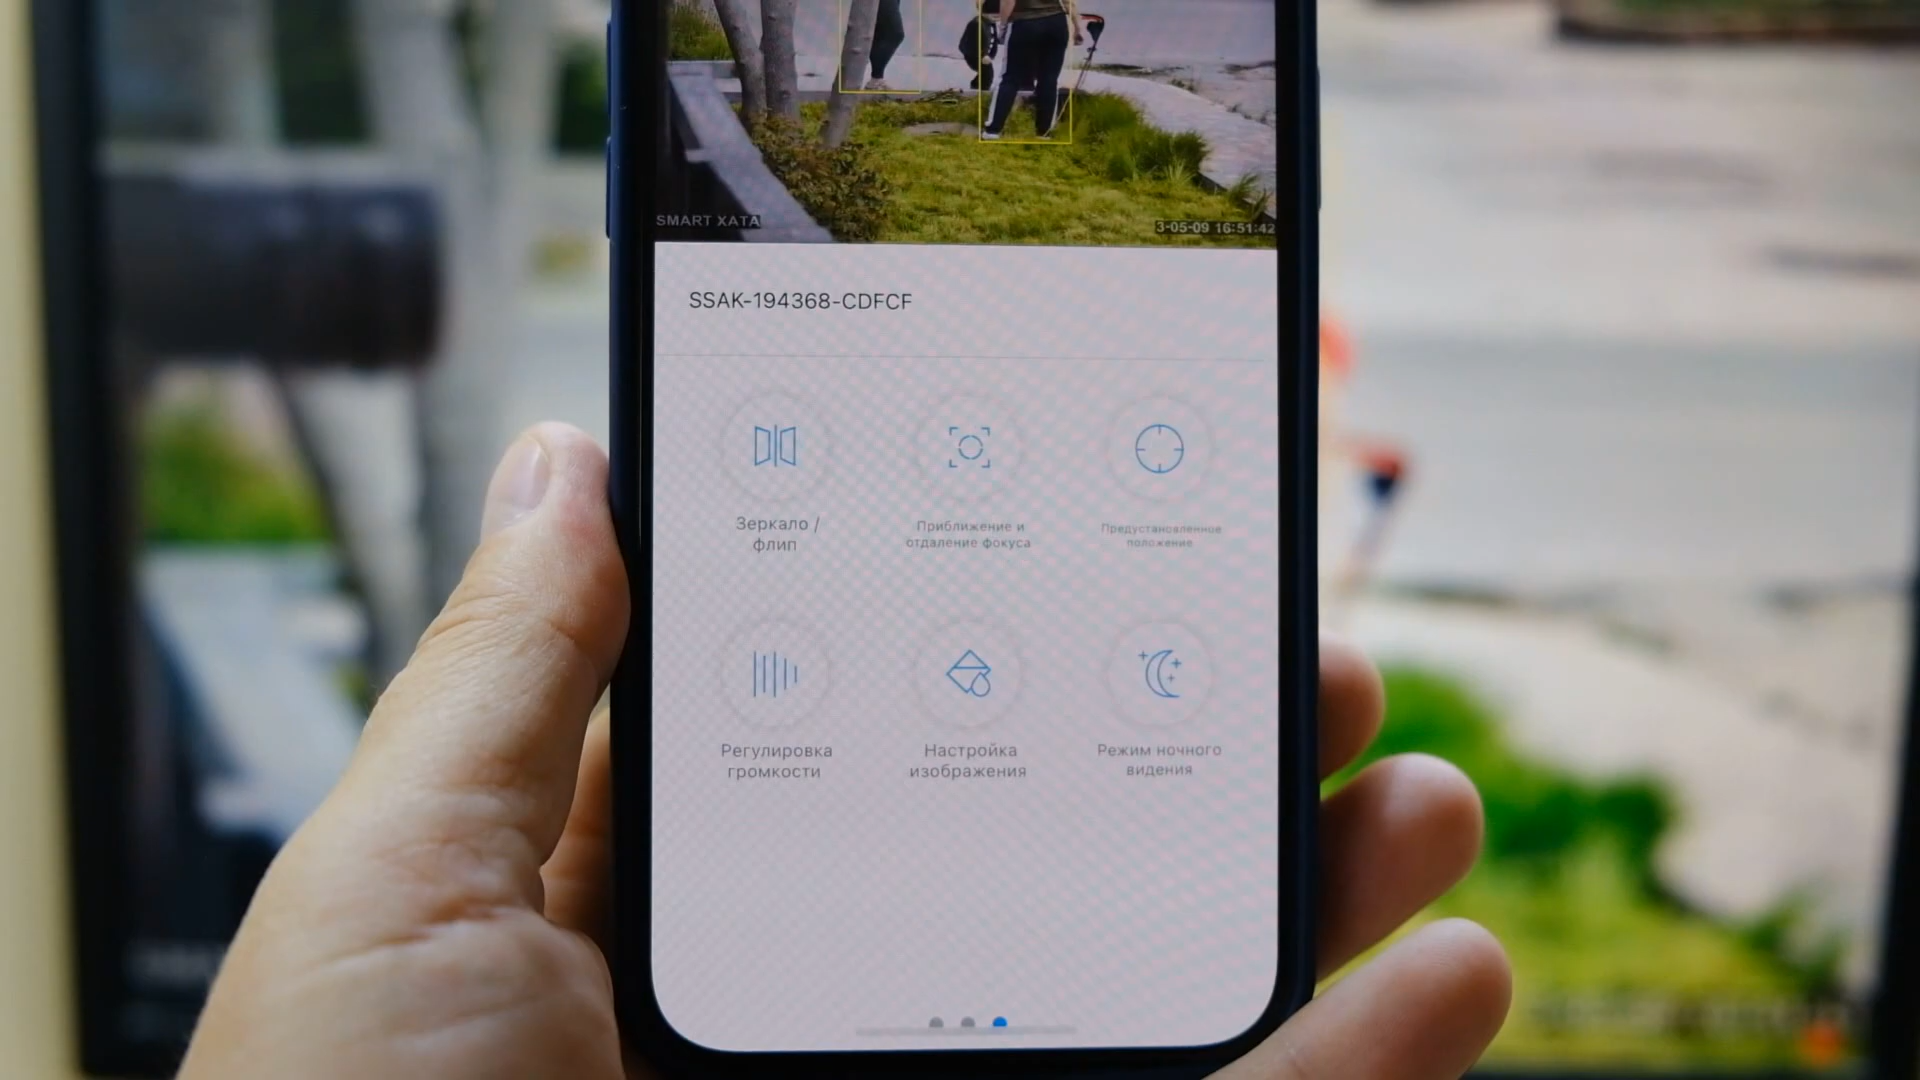 SMART XATA
3-05-09 16:51:42
SSAK-194368-CDFCF
Зеркало /
флип
Приближение и
отдаление фокуса
Предустановленное
положение
Регулировка
громкости
Настройка
изображения
Режим ночного
видения